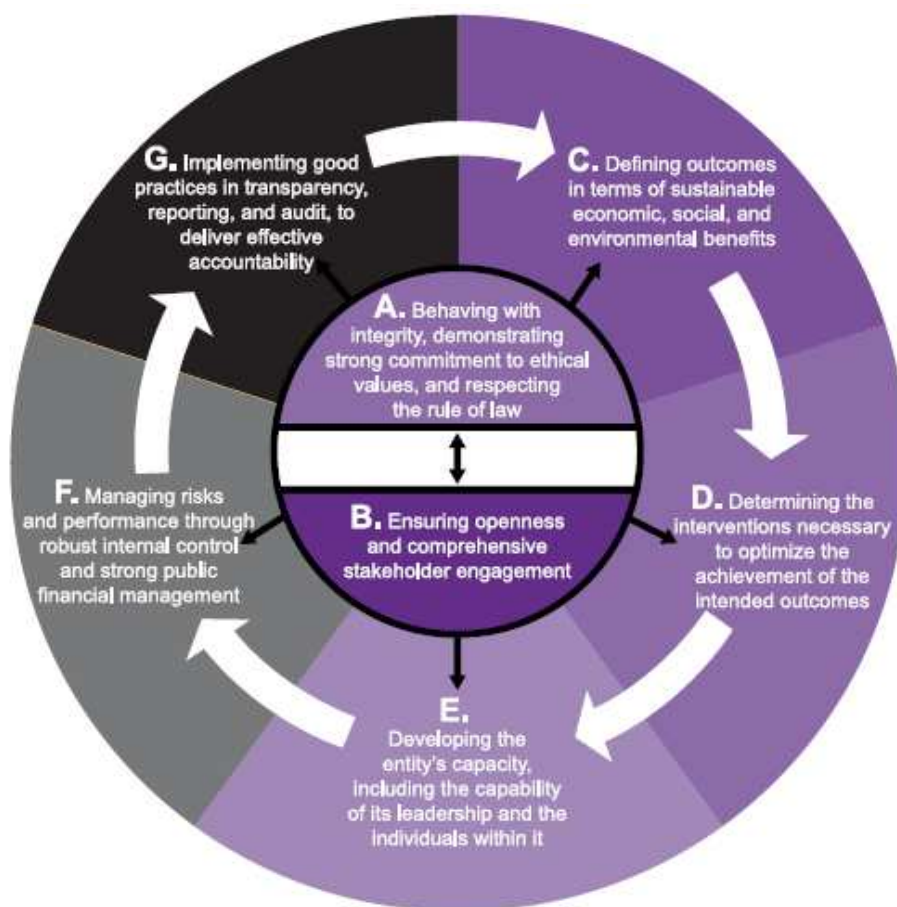 G. Implementing good
practices in transparency,
reporting, and audit, to
deliver effective
accountability
C. Defining outcomes
in terms of sustainable
economic, social, and
environmental benefits
A. Behaving with
integrity, demonstrating
strong commitment to ethical
values, and respecting
the rule of law
F. Managing risks
and performance through
robust internal control
and strong public
financial management
B. Ensuring openness
and comprehensive
stakeholder engagement
D. Determining the
interventions necessary
to optimize the
achievement of the
intended outcomes
E.
Developing the
entity's capacity,
including the capability
of its leadership and the
individuals within it